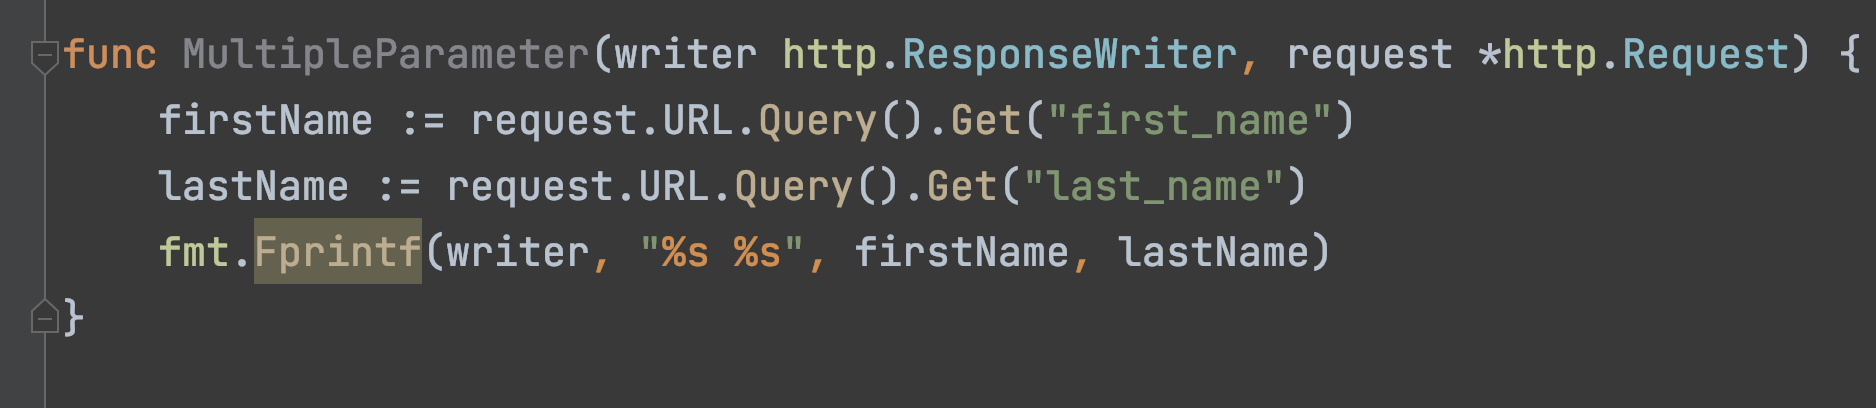 func MultipleParameter(writer http.ResponseWriter, request *http.Request) {
    firstName := request.URL.Query().Get("first_name")
    lastName := request.URL.Query().Get("last_name")
    fmt.Fprintf(writer, "%s %s", firstName, lastName)
}